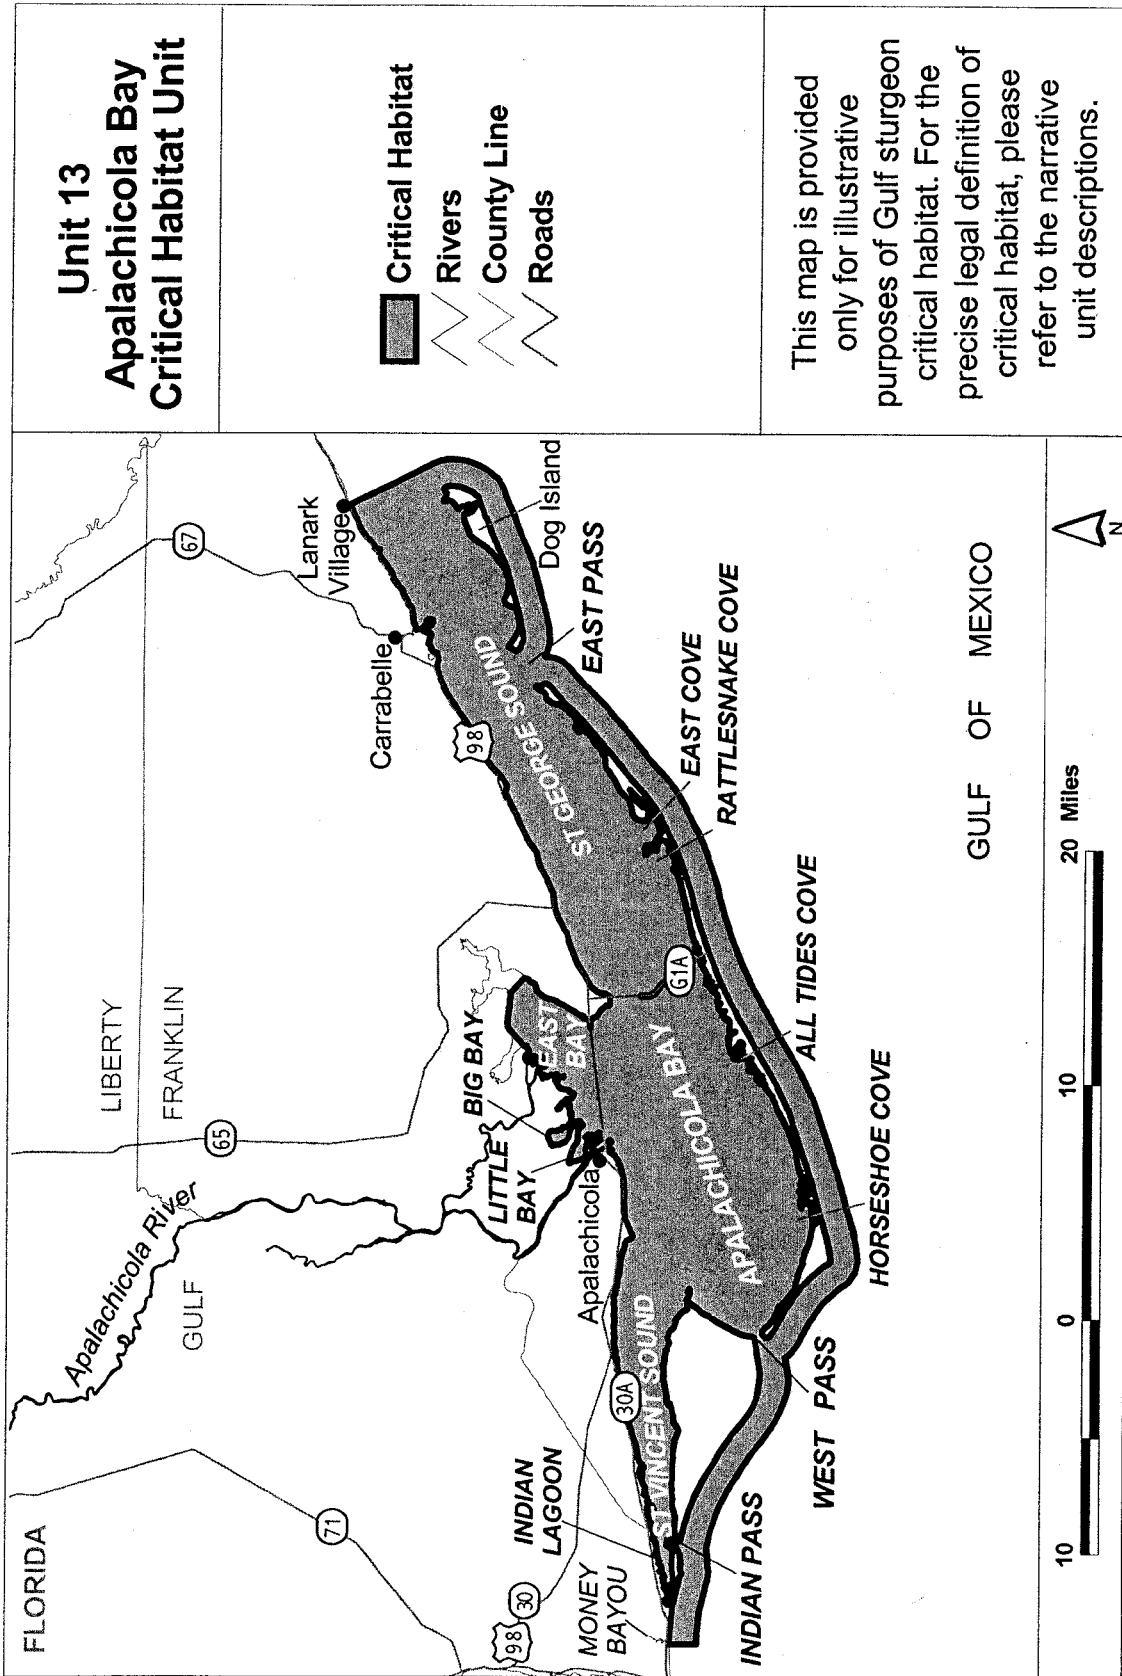 Unit 13
Apalachicola Bay
Critical Habitat Unit
Critical Habitat
Rivers
County Line
Roads
This map is provided
only for illustrative
purposes of Gulf sturgeon
critical habitat. For the
precise legal definition of
critical habitat, please
refer to the narrative
unit descriptions.
FLORIDA
71
98
30
MONEY
BAYOU
INDIAN
LAGOON
INDIAN PASS
Apalachicola River
GULF
LIBERTY
FRANKLIN
65
67
30A
ST VINCENT SOUND
WEST PASS
Apalachicola
LITTLE
BAY
BIG BAY
EAST
BAY
APALACHICOLA BAY
HORSESHOE COVE
ALL TIDES COVE
G1A
98
ST GEORGE SOUND
RATTLESNAKE COVE
EAST COVE
EAST PASS
Carrabelle
Lanark
Village
Dog Island
GULF OF MEXICO
10 0 10 20 Miles
N